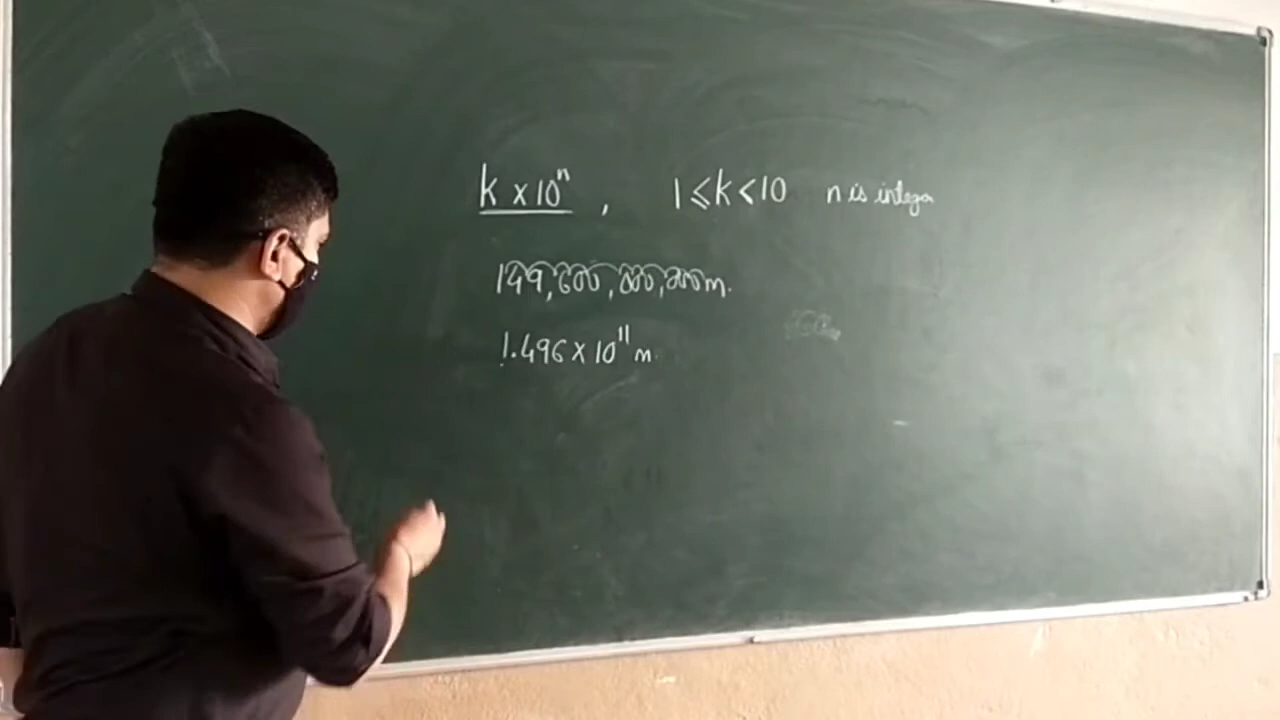 k × 10ⁿ , 1 ⩽ k < 10 n is integer
149,600,000,000 m.
1.496 × 10¹¹ m.